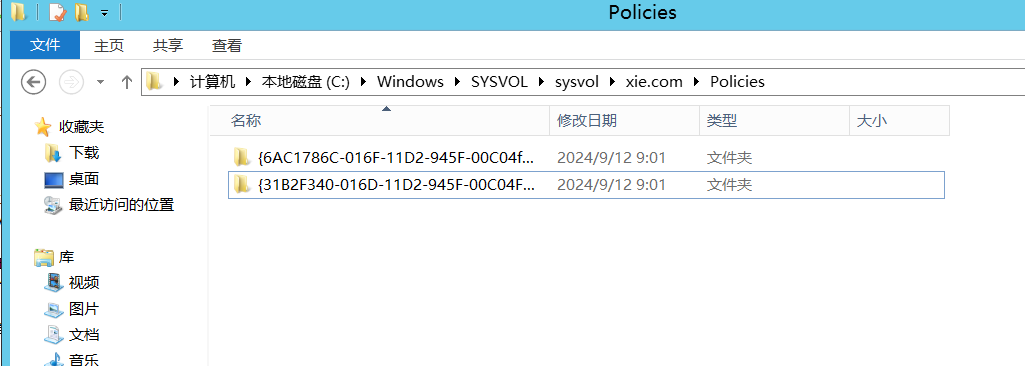 Policies
文件 主页 共享 查看
计算机 本地磁盘 (C:) Windows SYSVOL sysvol xie.com Policies
名称 修改日期 类型 大小
收藏夹
下载
桌面
最近访问的位置
库
视频
图片
文档
音乐
{6AC1786C-016F-11D2-945F-00C04f... 2024/9/12 9:01 文件夹
{31B2F340-016D-11D2-945F-00C04F... 2024/9/12 9:01 文件夹